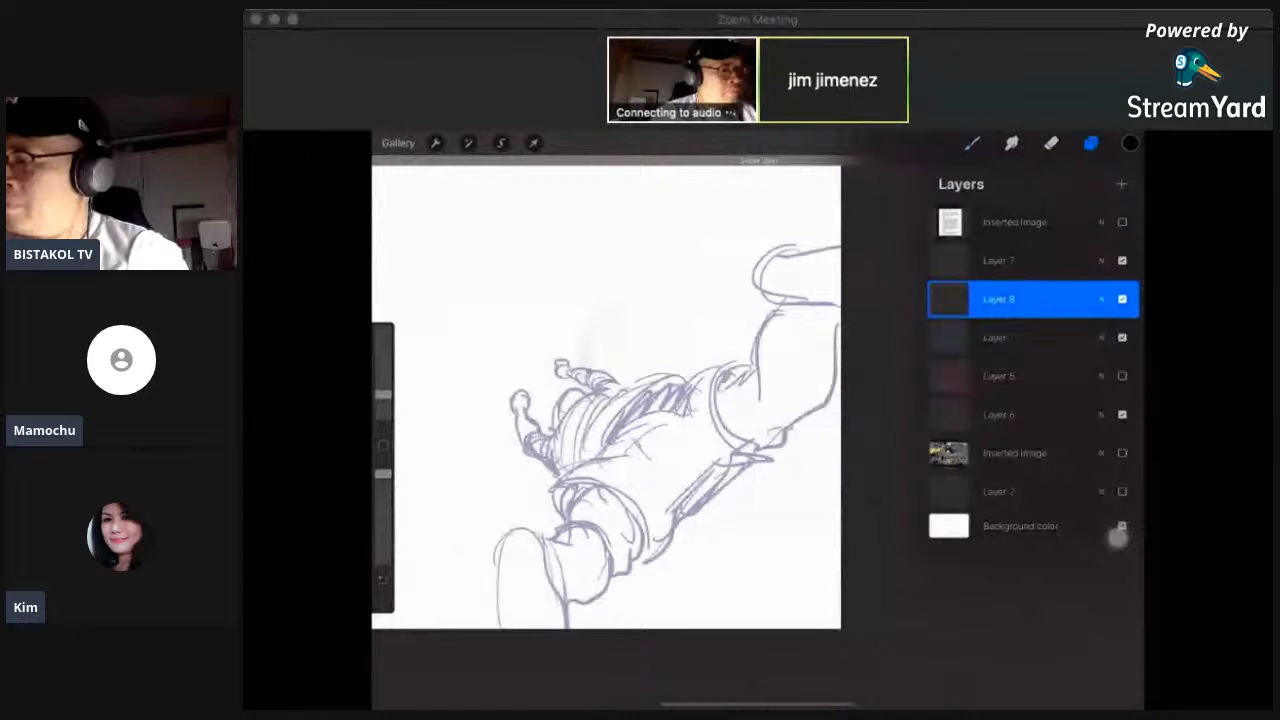 Zoom Meeting
Powered by
StreamYard
jim jimenez
Connecting to audio ···
BISTAKOL TV
Mamochu
Kim
Gallery
Layers
Inserted Image
N
Layer 7
N
Layer 8
N
Layer
N
Layer 5
N
Layer 6
N
Inserted Image
N
Layer 2
N
Background color